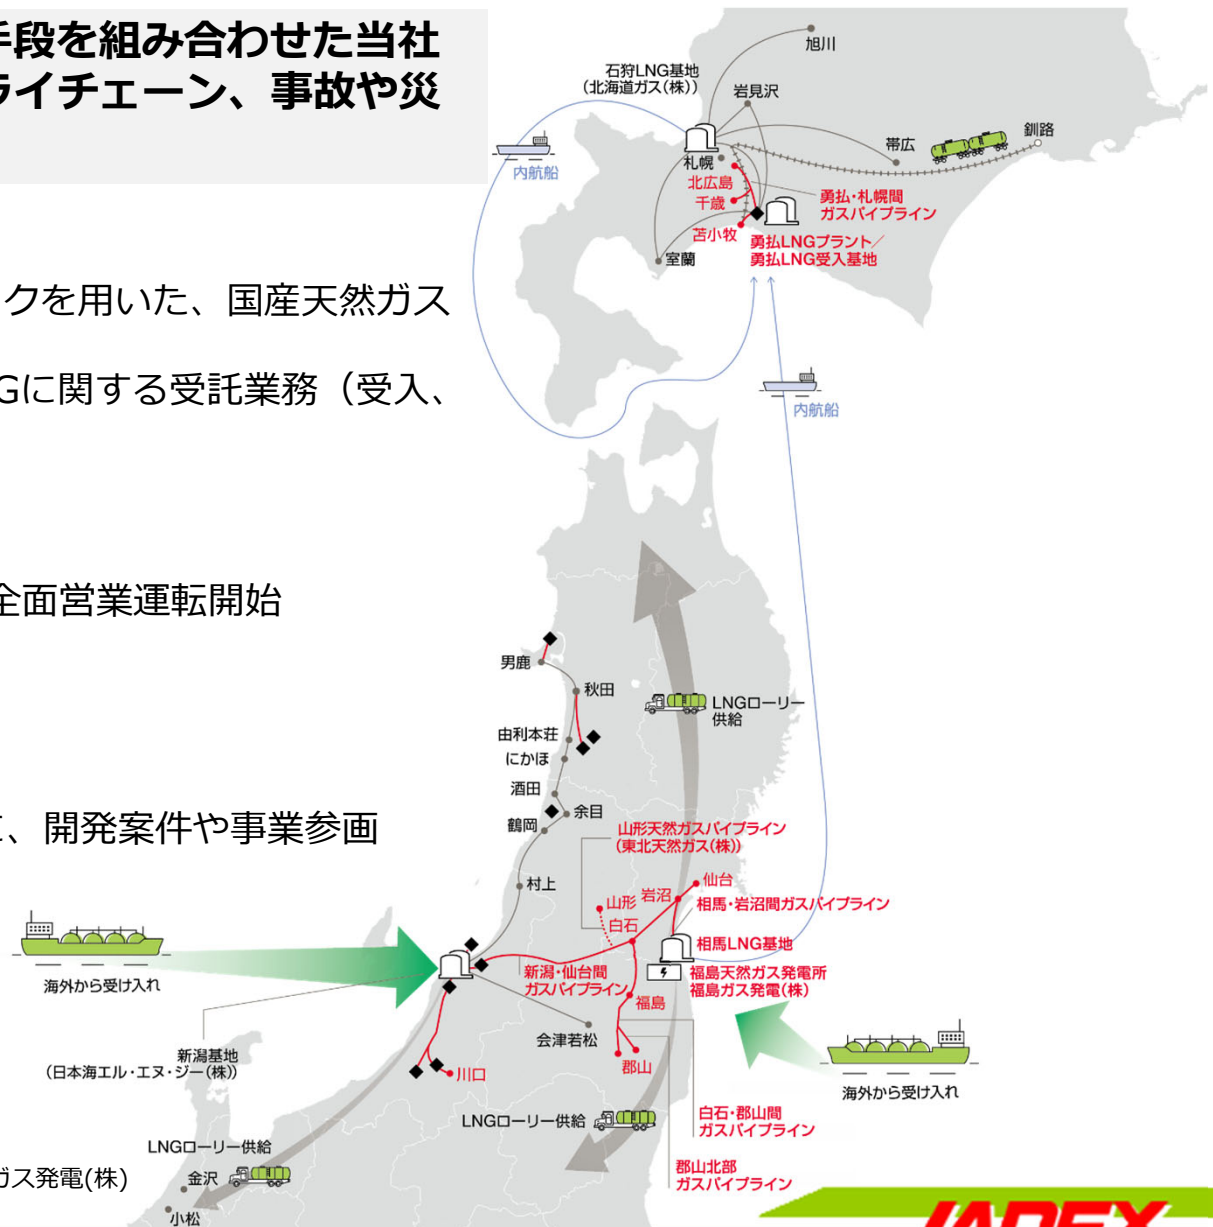 手段を組み合わせた当社
ライチェーン、事故や災
クを用いた、国産天然ガス
Gに関する受託業務（受入、
全面営業運転開始
、開発案件や事業参画
旭川
石狩LNG基地
(北海道ガス(株))
岩見沢
内航船
札幌
帯広
釧路
北広島
千歳
勇払・札幌間
ガスパイプライン
苫小牧
勇払LNGプラント／
勇払LNG受入基地
室蘭
内航船
男鹿
秋田
LNGローリー
供給
由利本荘
にかほ
酒田
余目
鶴岡
山形天然ガスパイプライン
(東北天然ガス(株))
村上
仙台
岩沼
山形
相馬・岩沼間ガスパイプライン
白石
相馬LNG基地
新潟・仙台間
ガスパイプライン
福島天然ガス発電所
福島ガス発電(株)
海外から受け入れ
福島
会津若松
新潟基地
(日本海エル・エヌ・ジー(株))
川口
郡山
海外から受け入れ
LNGローリー供給
白石・郡山間
ガスパイプライン
LNGローリー供給
郡山北部
ガスパイプライン
ガス発電(株)
金沢
小松
JAPEX